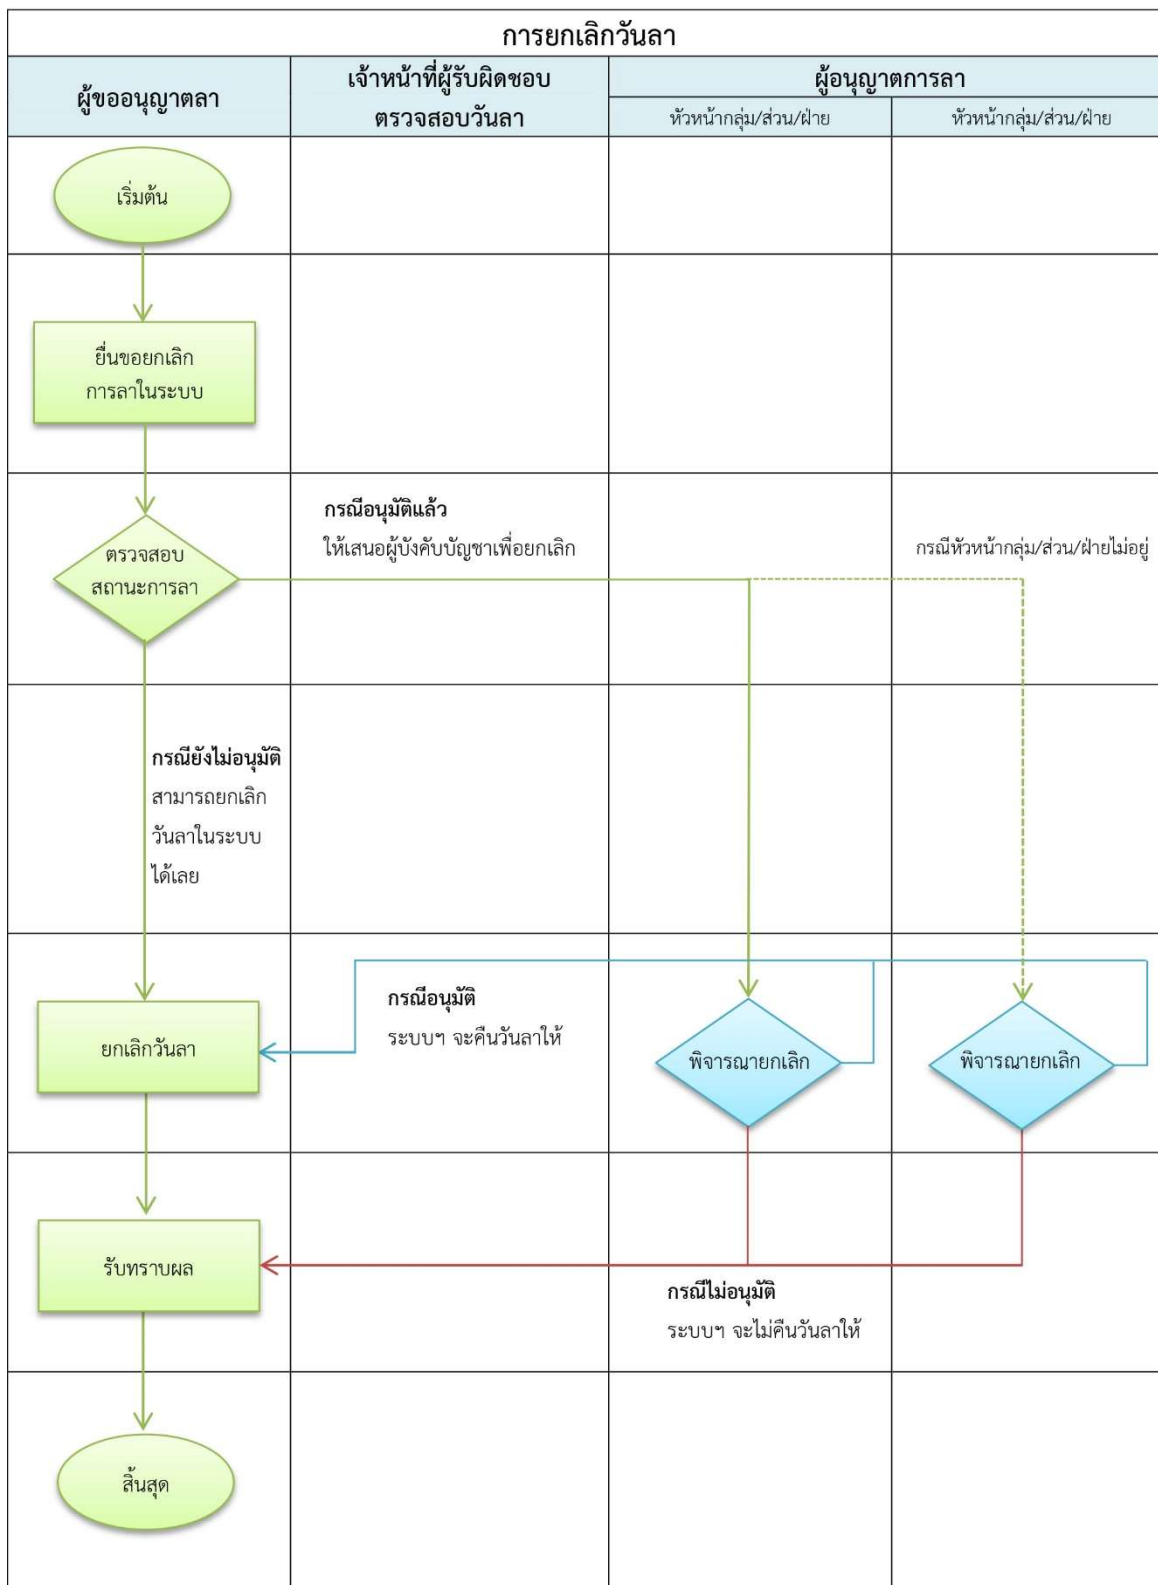 การยกเลิกวันลา
ผู้ขออนุญาตลา
เจ้าหน้าที่ผู้รับผิดชอบ
ตรวจสอบวันลา
ผู้อนุญาตการลา
หัวหน้ากลุ่ม/ส่วน/ฝ่าย
หัวหน้ากลุ่ม/ส่วน/ฝ่าย
เริ่มต้น
ยื่นขอยกเลิก
การลาในระบบ
ตรวจสอบ
สถานะการลา
กรณีอนุมัติแล้ว
ให้เสนอผู้บังคับบัญชาเพื่อยกเลิก
กรณีหัวหน้ากลุ่ม/ส่วน/ฝ่ายไม่อยู่
กรณียังไม่อนุมัติ
สามารถยกเลิก
วันลาในระบบ
ได้เลย
ยกเลิกวันลา
กรณีอนุมัติ
ระบบฯ จะคืนวันลาให้
พิจารณายกเลิก
พิจารณายกเลิก
รับทราบผล
กรณีไม่อนุมัติ
ระบบฯ จะไม่คืนวันลาให้
สิ้นสุด